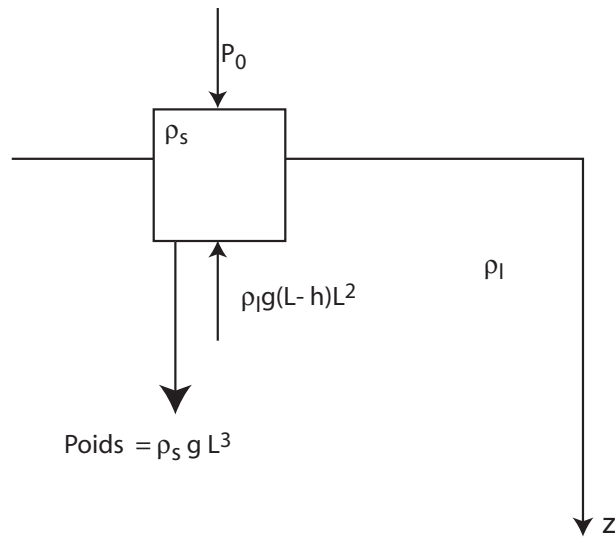 P₀
ρₛ
ρₗ
ρₗg(L- h)L²
Poids = ρₛ g L³
z